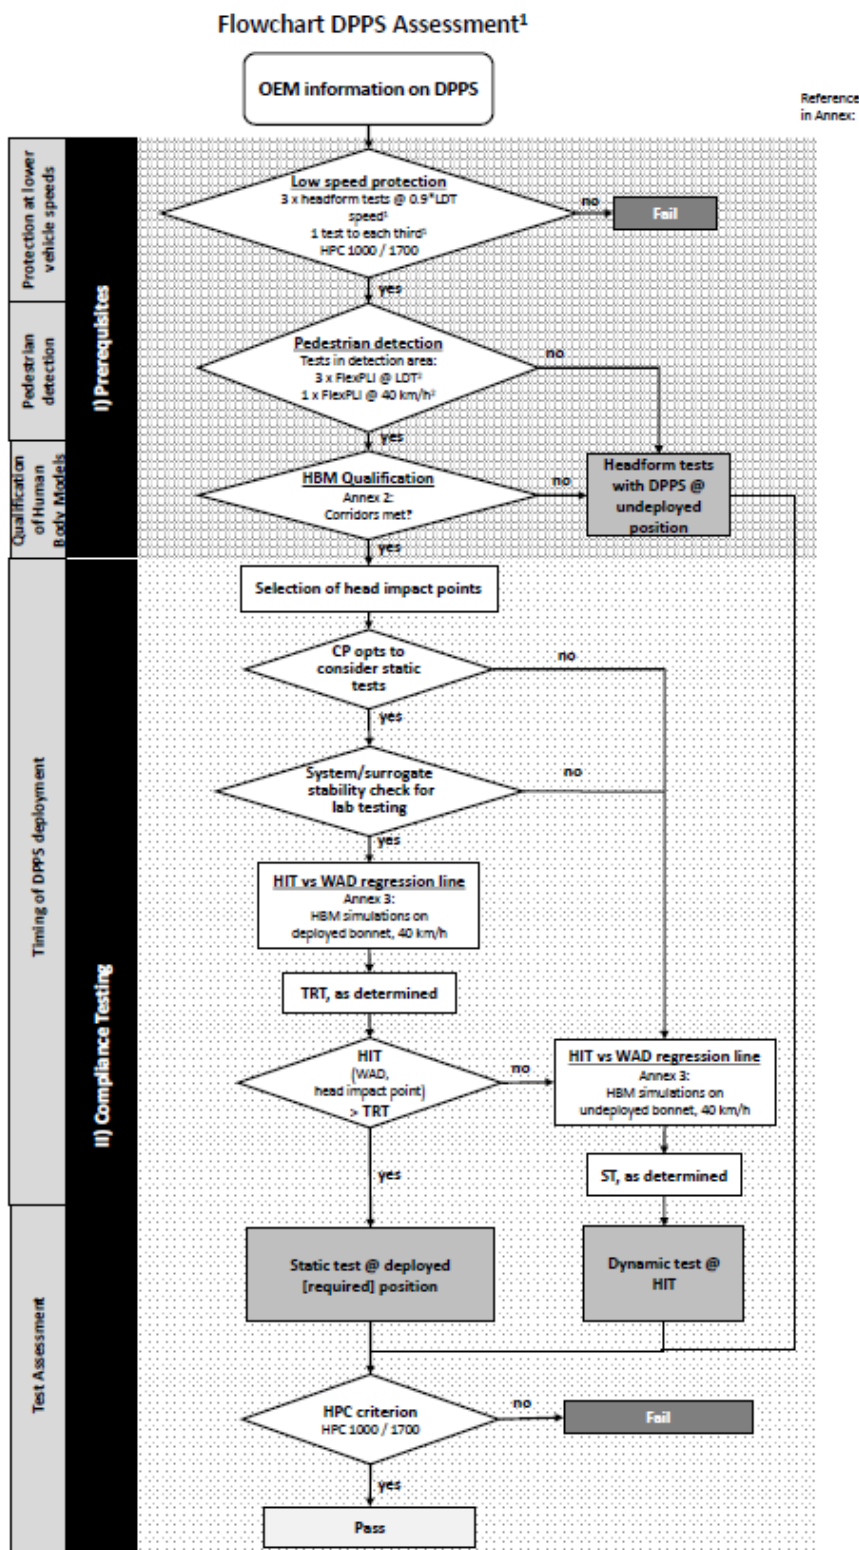 Flowchart DPPS Assessment¹
OEM information on DPPS
Reference
in Annex:
Protection at lower
vehicle speeds
Pedestrian
detection
Qualification
of Human
Body Models
I) Prerequisites
Low speed protection
3 x headform tests @ 0.9*LDT
speed¹
1 test to each third¹
HPC 1000 / 1700
no
Fail
yes
Pedestrian detection
Tests in detection area:
3 x FlexPLI @ LDT²
1 x FlexPLI @ 40 km/h²
no
yes
HBM Qualification
Annex 2:
Corridors met?
no
Headform tests
with DPPS @
undeployed
position
yes
Timing of DPPS deployment
II) Compliance Testing
Selection of head impact points
CP opts to
consider static
tests
no
yes
System/surrogate
stability check for
lab testing
no
yes
HIT vs WAD regression line
Annex 3:
HBM simulations on
deployed bonnet, 40 km/h
TRT, as determined
HIT
(WAD,
head impact point)
> TRT
no
HIT vs WAD regression line
Annex 3:
HBM simulations on
undeployed bonnet, 40 km/h
yes
ST, as determined
Test Assessment
Static test @ deployed
[required] position
Dynamic test @
HIT
HPC criterion
HPC 1000 / 1700
no
Fail
yes
Pass